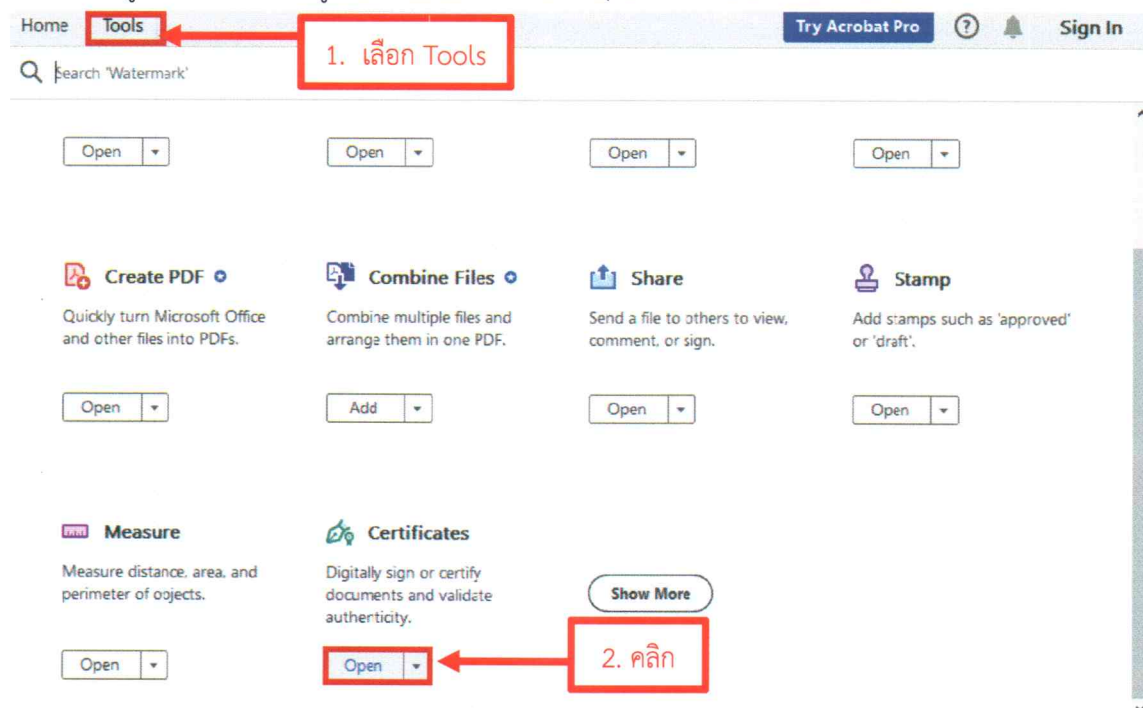 Home Tools Try Acrobat Pro ? Sign In
1. เลือก Tools
Search 'Watermark'
Open Open Open Open
Create PDF Combine Files Share Stamp
Quickly turn Microsoft Office Combine multiple files and Send a file to others to view, Add stamps such as 'approved'
and other files into PDFs. arrange them in one PDF. comment, or sign. or 'draft'.
Open Add Open Open
Measure Certificates
Measure distance, area, and Digitally sign or certify
perimeter of objects. documents and validate Show More
authenticity.
Open Open 2. คลิก